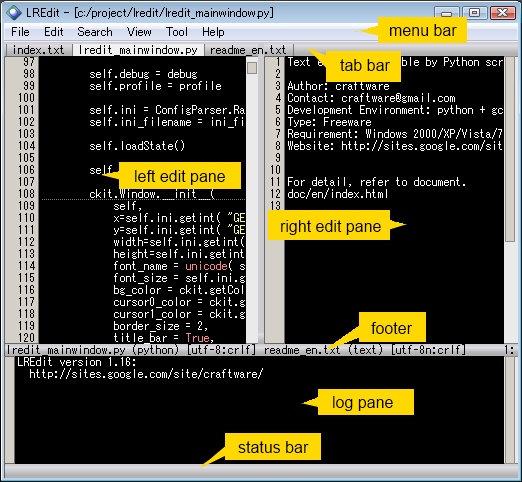 LREdit - [c:/project/lredit/lredit_mainwindow.py]
File Edit Search View Tool Help
menu bar
index.txt lredit_mainwindow.py readme_en.txt
tab bar
97
98 self.debug = debug
99 self.profile = profile
100
101 self.ini = ConfigParser.Ra
102 self.ini_filename = ini_fi
103
104 self.loadState()
105
106 self
107
108 ckit.Window.__init__(
109 self,
110 x=self.ini.getint( "GE
111 y=self.ini.getint( "GE
112 width=self.ini.getint(
113 height=self.ini.getint
114 font_name = unicode( s
115 font_size = self.ini.g
116 bg_color = ckit.getCol
117 cursor0_color = ckit.g
118 cursor1_color = ckit.g
119 border_size = 2,
120 title_bar = True,
left edit pane
1 Text e ble by Python scr
2
3 Author: craftware
4 Contact: craftware@gmail.com
5 Development Environment: python + gc
6 Type: Freeware
7 Requirement: Windows 2000/XP/Vista/7
8 Website: http://sites.google.com/sit
9
10
11 For detail, refer to document.
12 doc/en/index.html
13
right edit pane
footer
lredit_mainwindow.py (python) [utf-8:crlf] readme_en.txt (text) [utf-8n:crlf] 1:
LREdit version 1.16:
http://sites.google.com/site/craftware/
log pane
status bar